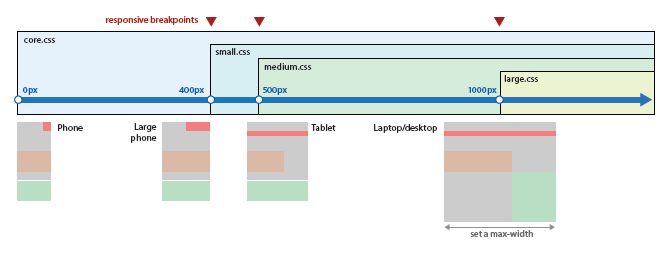 responsive breakpoints
core.css
small.css
medium.css
large.css
0px
400px
500px
1000px
Phone
Large
phone
Tablet
Laptop/desktop
set a max-width